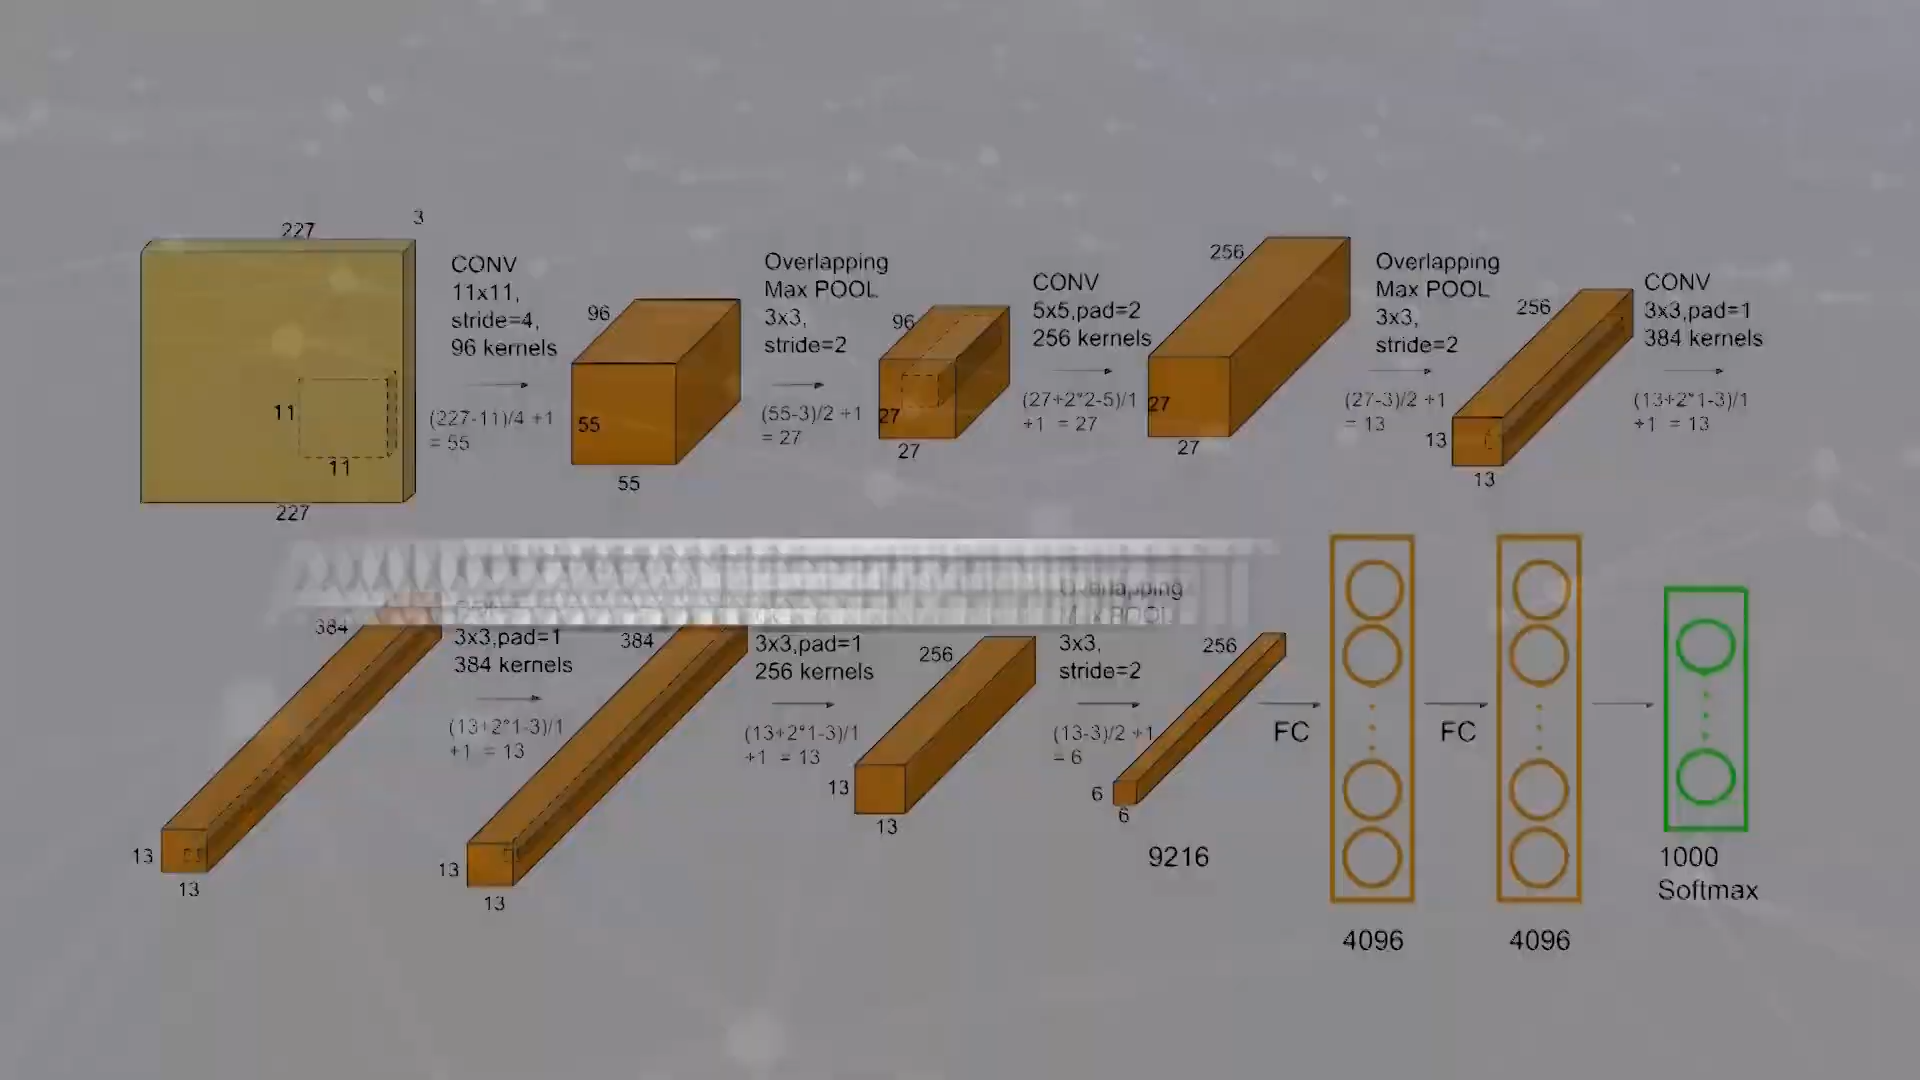 227
3
CONV
11x11,
stride=4,
96 kernels
(227-11)/4 +1
= 55
11
11
227
96
55
55
Overlapping
Max POOL
3x3,
stride=2
(55-3)/2 +1
= 27
96
27
27
CONV
5x5,pad=2
256 kernels
(27+2*2-5)/1
+1 = 27
256
27
27
Overlapping
Max POOL
3x3,
stride=2
(27-3)/2 +1
= 13
256
13
13
CONV
3x3,pad=1
384 kernels
(13+2*1-3)/1
+1 = 13
384
13
13
3x3,pad=1
384 kernels
(13+2*1-3)/1
+1 = 13
384
13
13
3x3,pad=1
256 kernels
(13+2*1-3)/1
+1 = 13
256
13
13
Overlapping
POOL
3x3,
stride=2
(13-3)/2 +1
= 6
256
6
6
9216
FC
4096
FC
4096
1000
Softmax